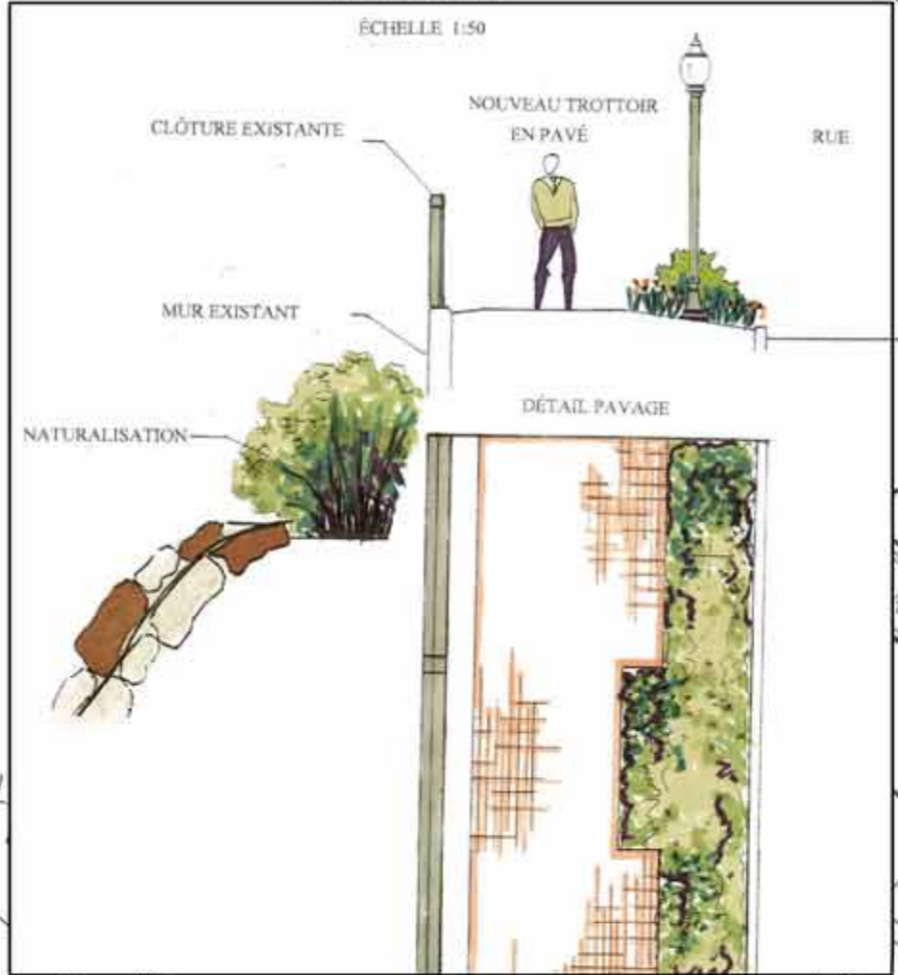 ÉCHELLE 1:50
NOUVEAU TROTTOIR
EN PAVÉ
CLÔTURE EXISTANTE
RUE
MUR EXISTANT
DÉTAIL PAVAGE
NATURALISATION